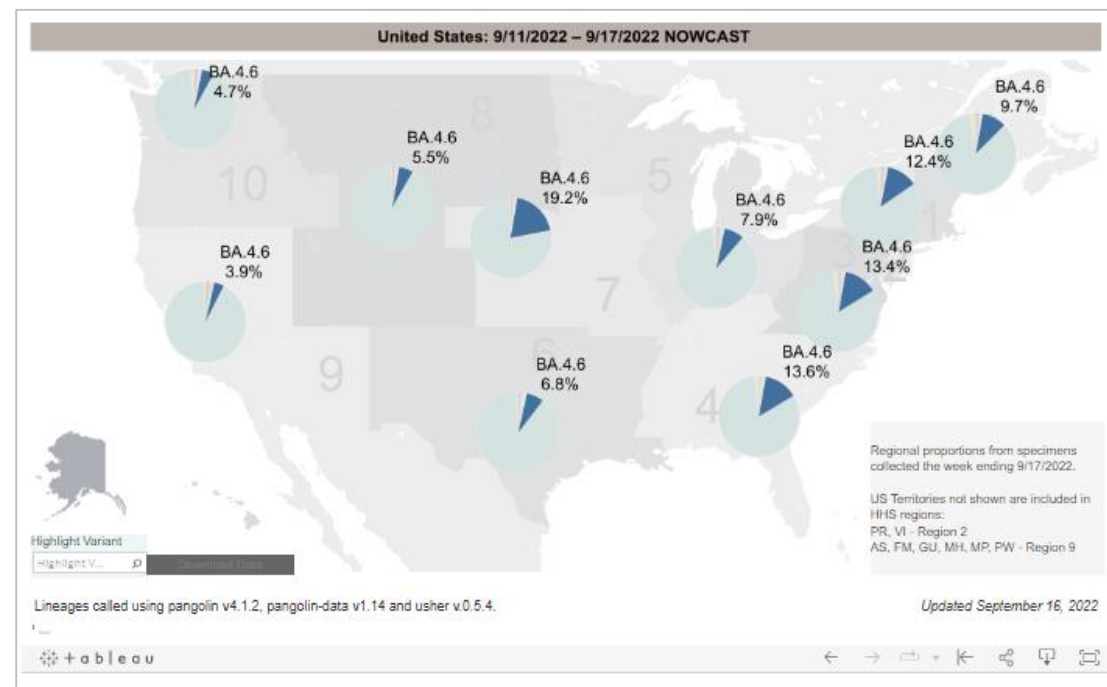 United States: 9/11/2022 – 9/17/2022 NOWCAST
BA.4.6
4.7%
BA.4.6
9.7%
8
BA.4.6
5.5%
BA.4.6
12.4%
10
5
BA.4.6
19.2%
BA.4.6
7.9%
1
BA.4.6
3.9%
3
BA.4.6
13.4%
2
7
6
BA.4.6
6.8%
9
BA.4.6
13.6%
4
Regional proportions from specimens
collected the week ending 9/17/2022.
US Territories not shown are included in
HHS regions:
PR, VI - Region 2
AS, FM, GU, MH, MP, PW - Region 9
Highlight Variant
Highlight V...
Download Data
Lineages called using pangolin v4.1.2, pangolin-data v1.14 and usher v.0.5.4.
Updated September 16, 2022
+ableau